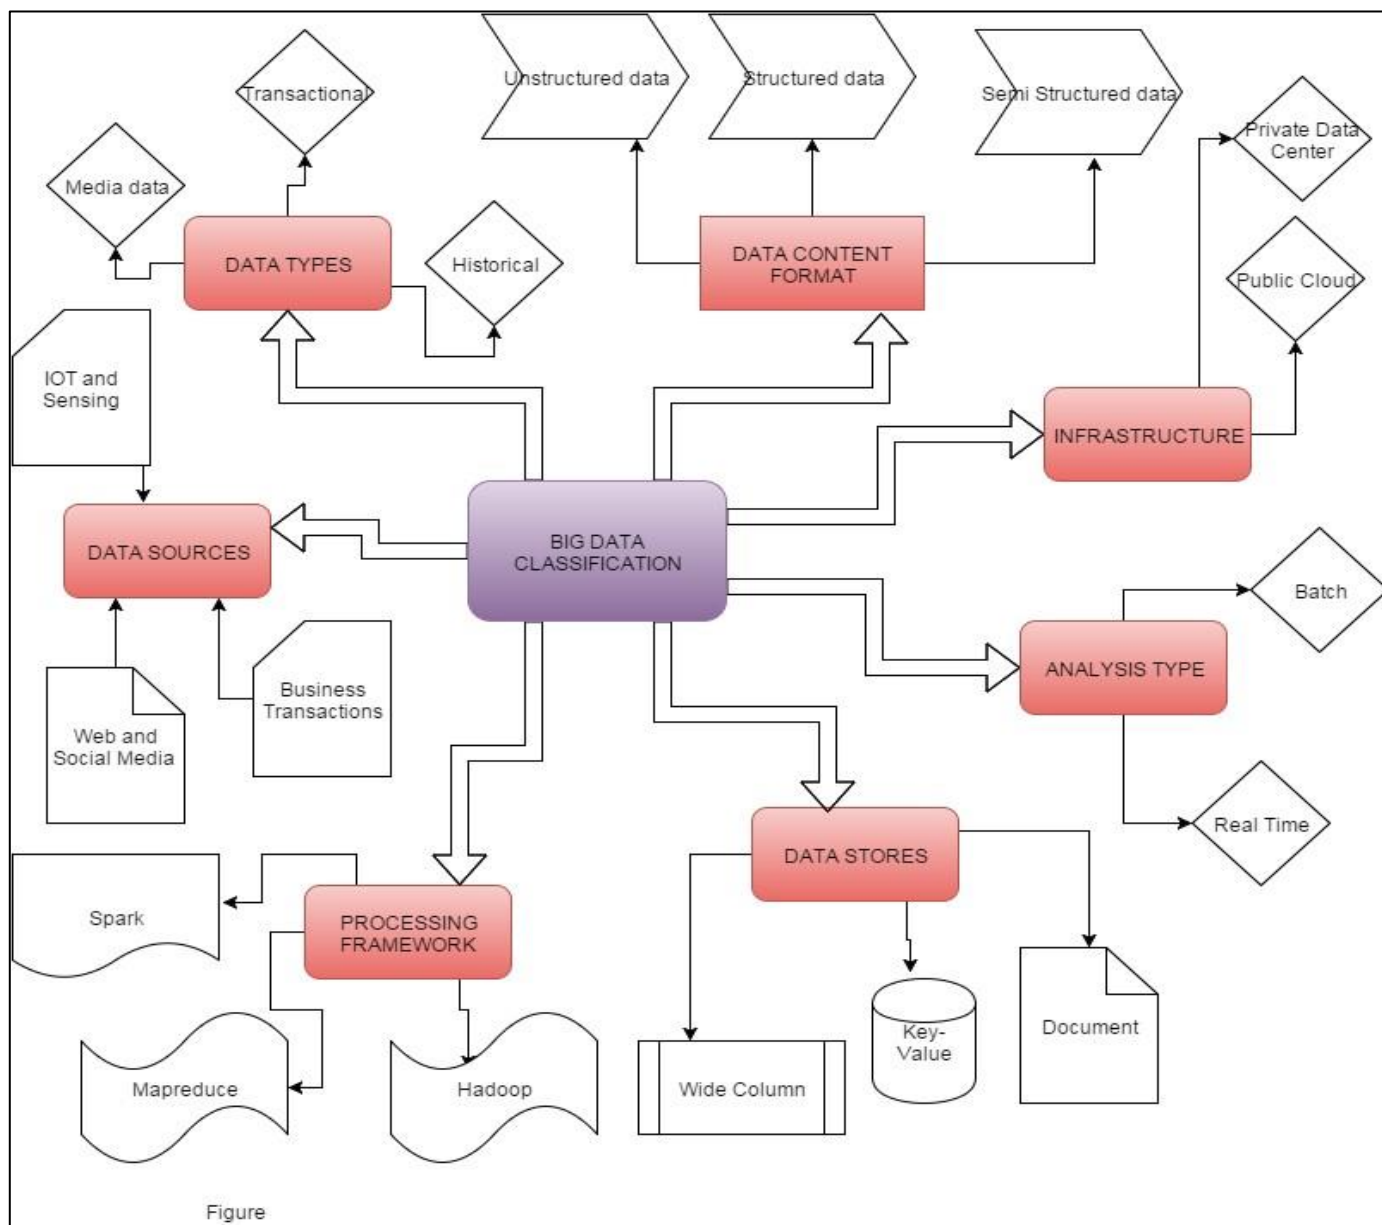 Transactional
Unstructured data
Structured data
Semi Structured data
Private Data
Center
Media data
DATA TYPES
Historical
DATA CONTENT
FORMAT
Public Cloud
IOT and
Sensing
INFRASTRUCTURE
DATA SOURCES
BIG DATA
CLASSIFICATION
Batch
ANALYSIS TYPE
Business
Transactions
Web and
Social Media
Real Time
DATA STORES
Spark
PROCESSING
FRAMEWORK
Key-
Value
Document
Mapreduce
Hadoop
Wide Column
Figure